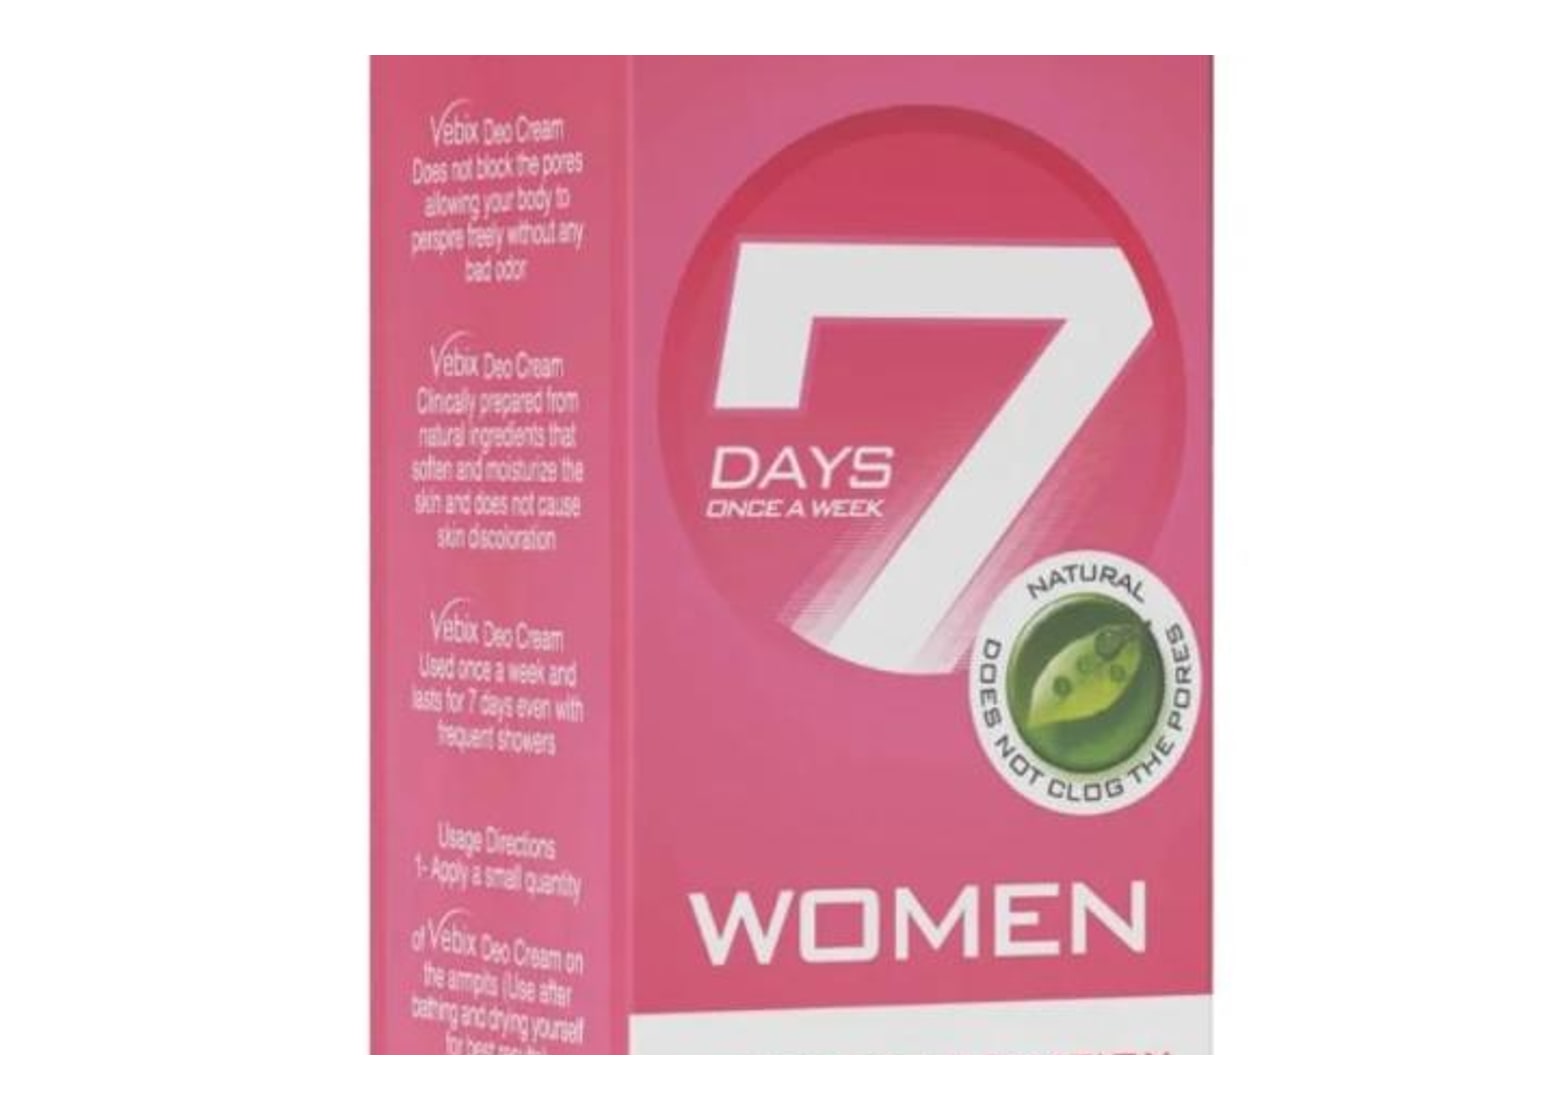 Vebix Deo Cream
Does not block the pores
allowing your body to
perspire freely without any
bad odor
Vebix Deo Cream
Clinically prepared from
natural ingredients that
soften and moisturize the
skin and does not cause
skin discoloration
Vebix Deo Cream
Used once a week and
lasts for 7 days even with
frequent showers
Usage Directions
1- Apply a small quantity
of Vebix Deo Cream on
the armpits (Use after
bathing and drying yourself
for best
7
DAYS
ONCE A WEEK
NATURAL
DOES NOT CLOG THE PORES
WOMEN